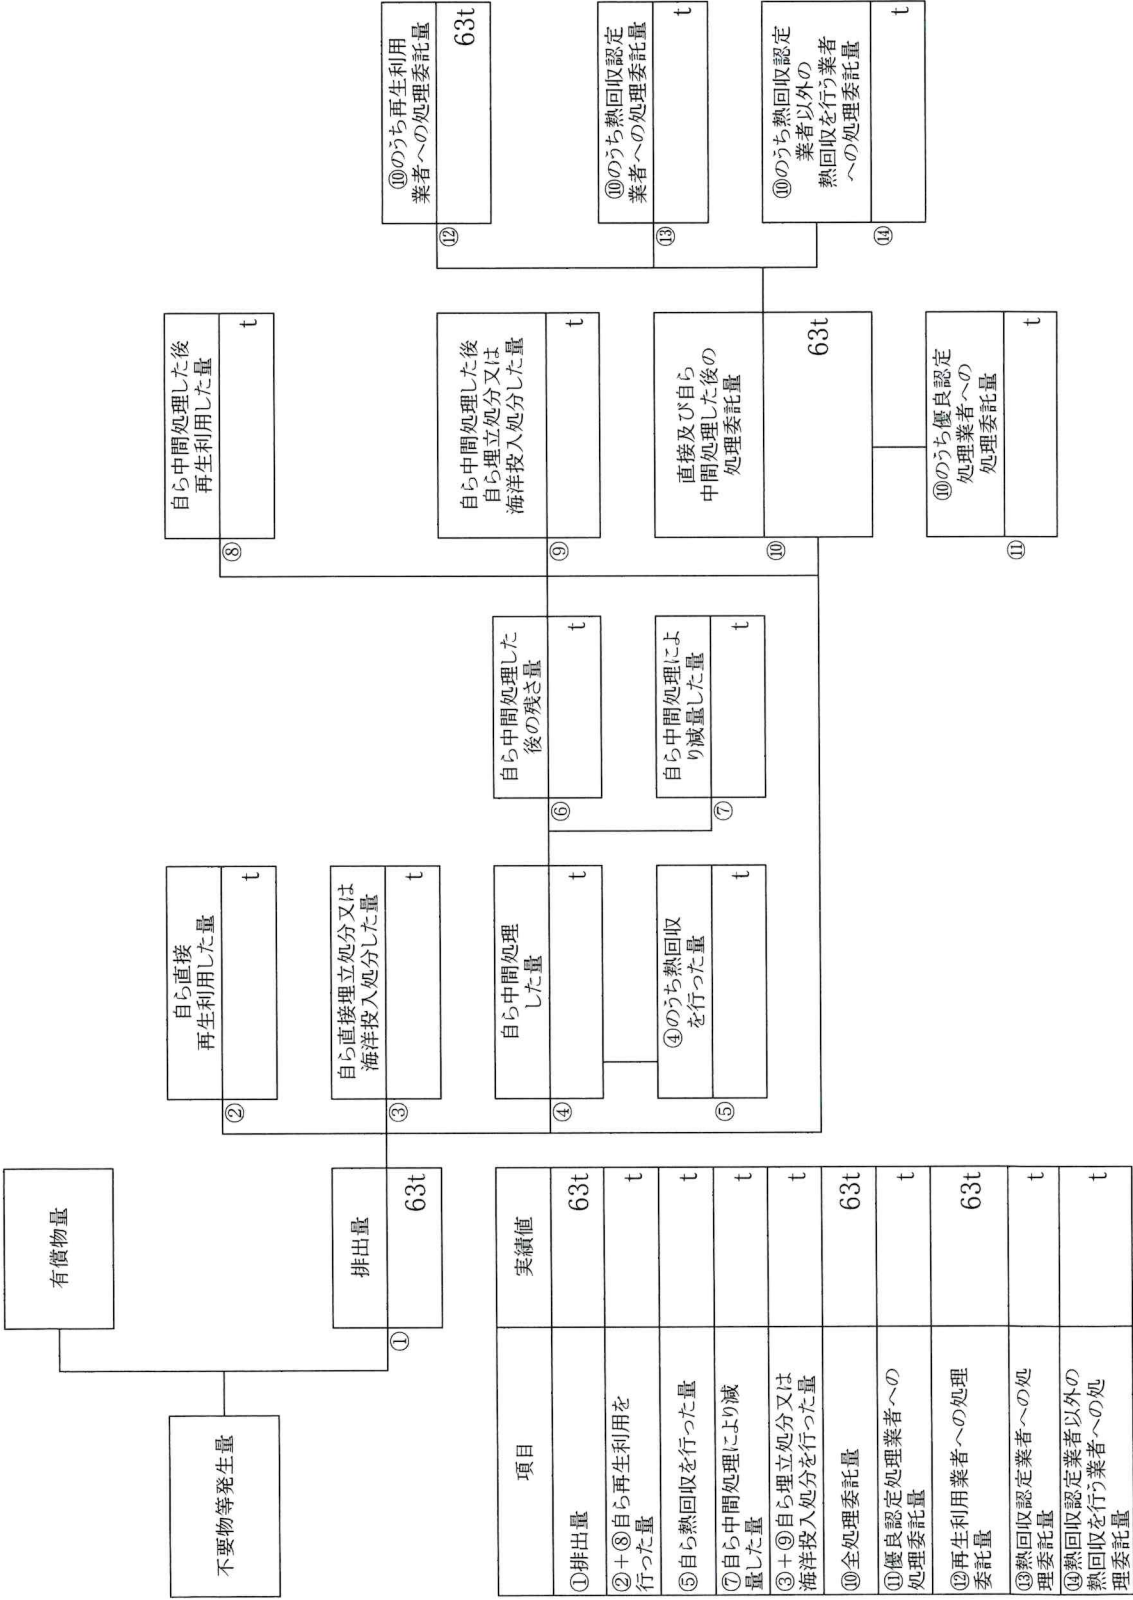 不要物等発生量
有償物量
排出量
①
63t
自ら直接
再生利用した量
②
t
自ら直接埋立処分又は
海洋投入処分した量
③
t
自ら中間処理
した量
④
t
④のうち熱回収
を行った量
⑤
t
自ら中間処理した
後の残さ量
⑥
t
自ら中間処理によ
り減量した量
⑦
t
自ら中間処理した後
再生利用した量
⑧
t
自ら中間処理した後
自ら埋立処分又は
海洋投入処分した量
⑨
t
直接及び自ら
中間処理した後の
処理委託量
⑩
63t
⑩のうち優良認定
処理業者への
処理委託量
⑪
t
⑩のうち再生利用
業者への処理委託量
⑫
63t
⑩のうち熱回収認定
業者への処理委託量
⑬
t
⑩のうち熱回収認定
業者以外の
熱回収を行う業者
への処理委託量
⑭
t
項目 実績値
①排出量 63t
②+⑧自ら再生利用を
行った量 t
⑤自ら熱回収を行った量 t
⑦自ら中間処理により減
量した量 t
③+⑨自ら埋立処分又は
海洋投入処分を行った量 t
⑩全処理委託量 63t
⑪優良認定処理業者への
処理委託量 t
⑫再生利用業者への処理
委託量 63t
⑬熱回収認定業者への処
理委託量 t
⑭熱回収認定業者以外の
熱回収を行う業者への処
理委託量 t